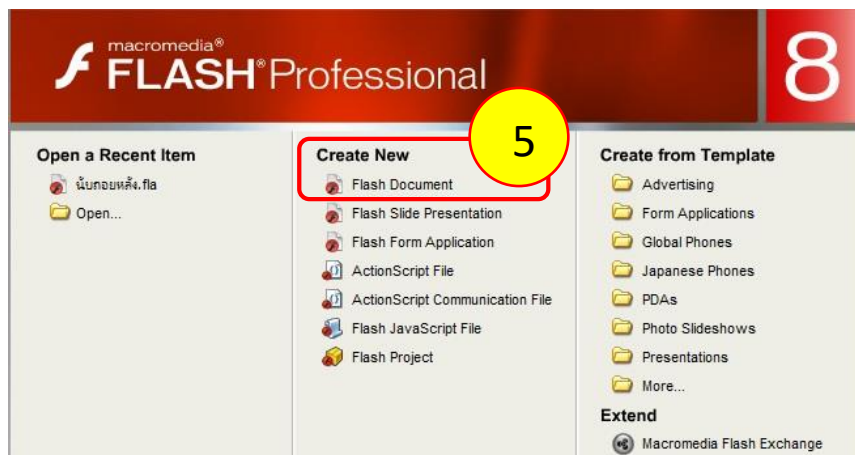 macromedia®
FLASH® Professional
8
5
Open a Recent Item
นับถอยหลัง.fla
Open...
Create New
Flash Document
Flash Slide Presentation
Flash Form Application
ActionScript File
ActionScript Communication File
Flash JavaScript File
Flash Project
Create from Template
Advertising
Form Applications
Global Phones
Japanese Phones
PDAs
Photo Slideshows
Presentations
More...
Extend
Macromedia Flash Exchange